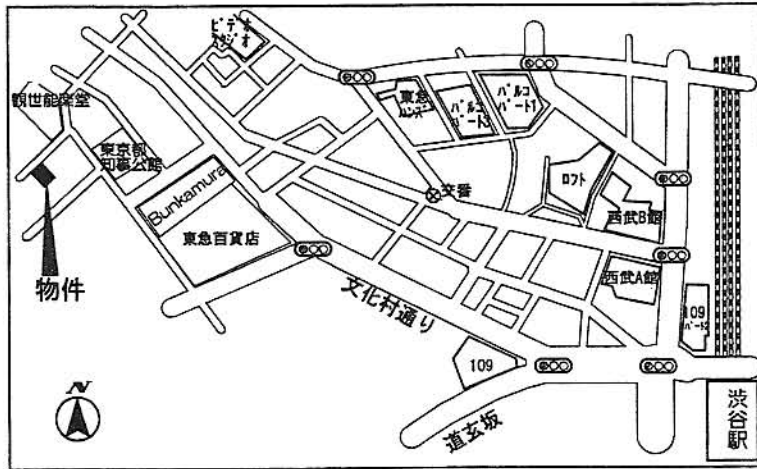 ビデオ
スタジオ
観世能楽堂
東京都
知事公館
東急
ハンズ
パルコ
パート3
パルコ
パート1
ロフト
交番
西武B館
Bunkamura
東急百貨店
西武A館
物件
文化村通り
109
パート2
109
道玄坂
渋谷駅
N